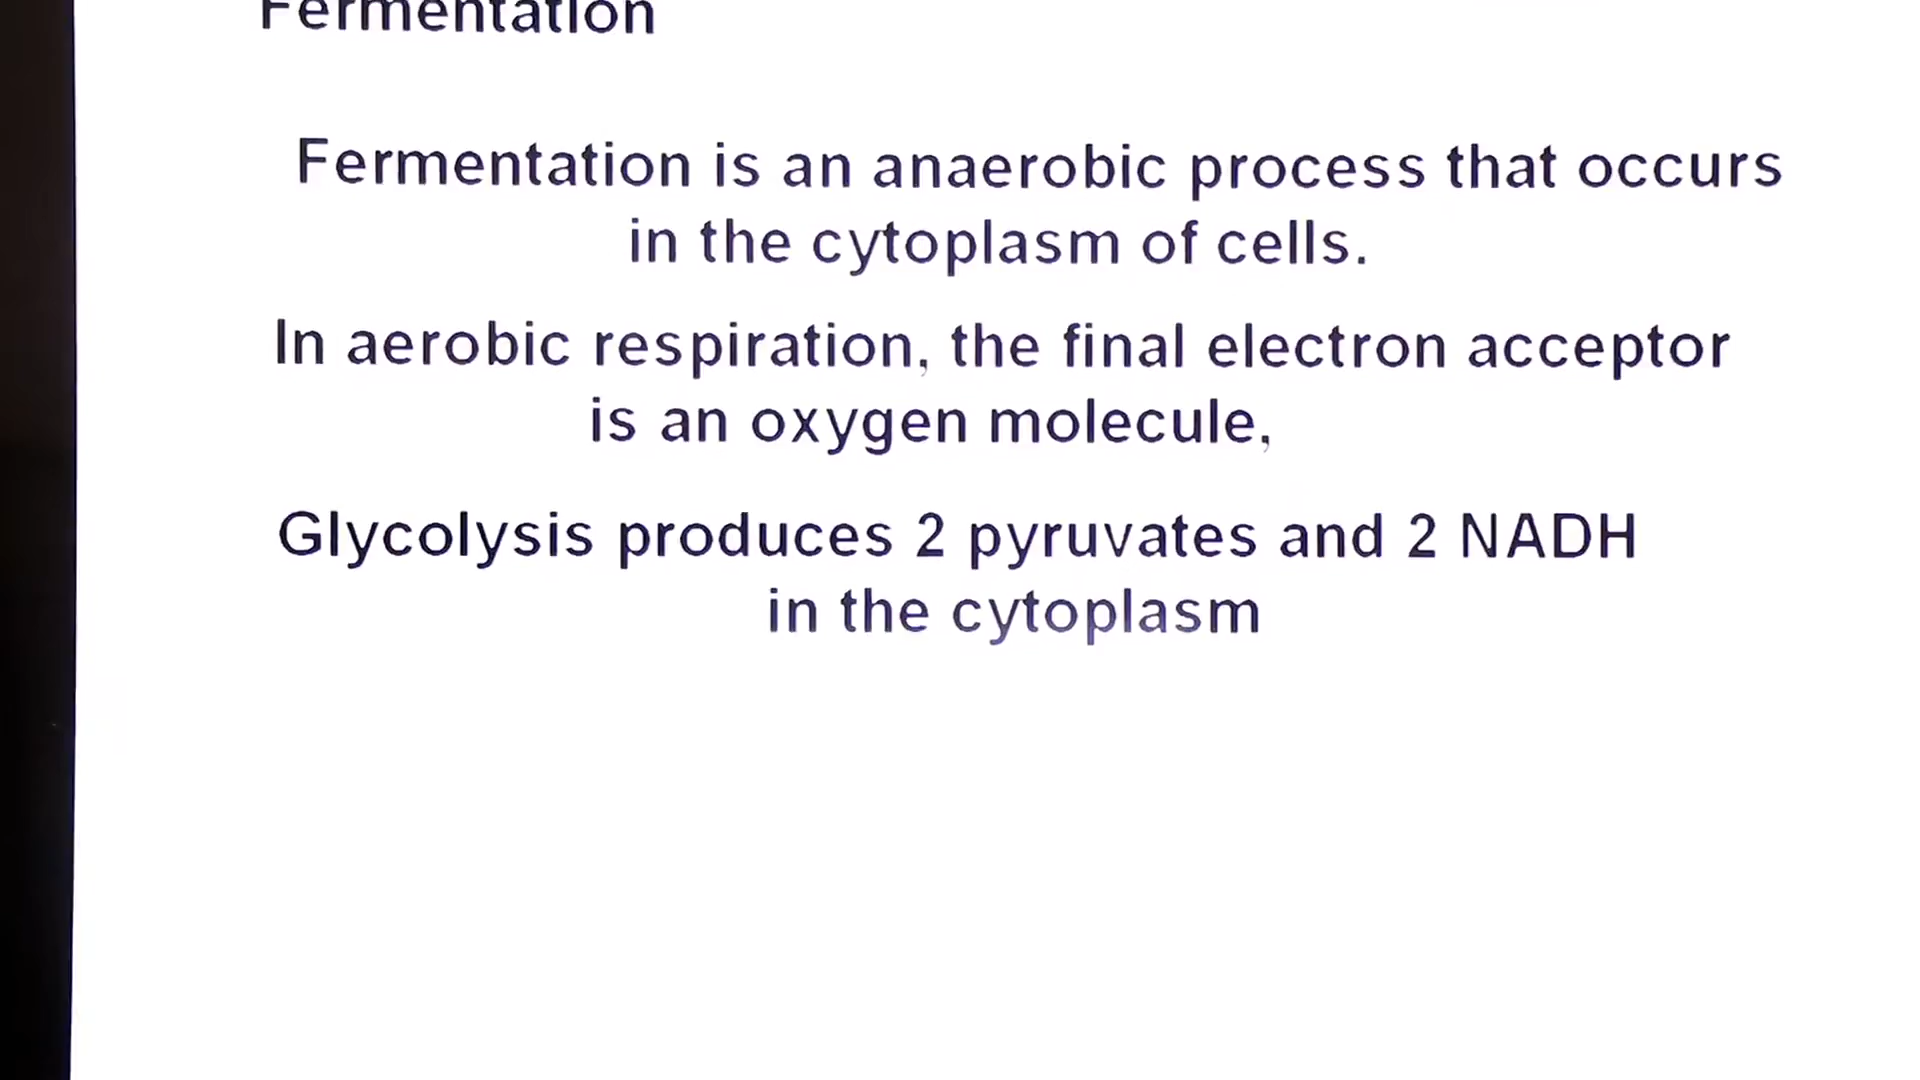 Fermentation
Fermentation is an anaerobic process that occurs
in the cytoplasm of cells.
In aerobic respiration, the final electron acceptor
is an oxygen molecule,
Glycolysis produces 2 pyruvates and 2 NADH
in the cytoplasm